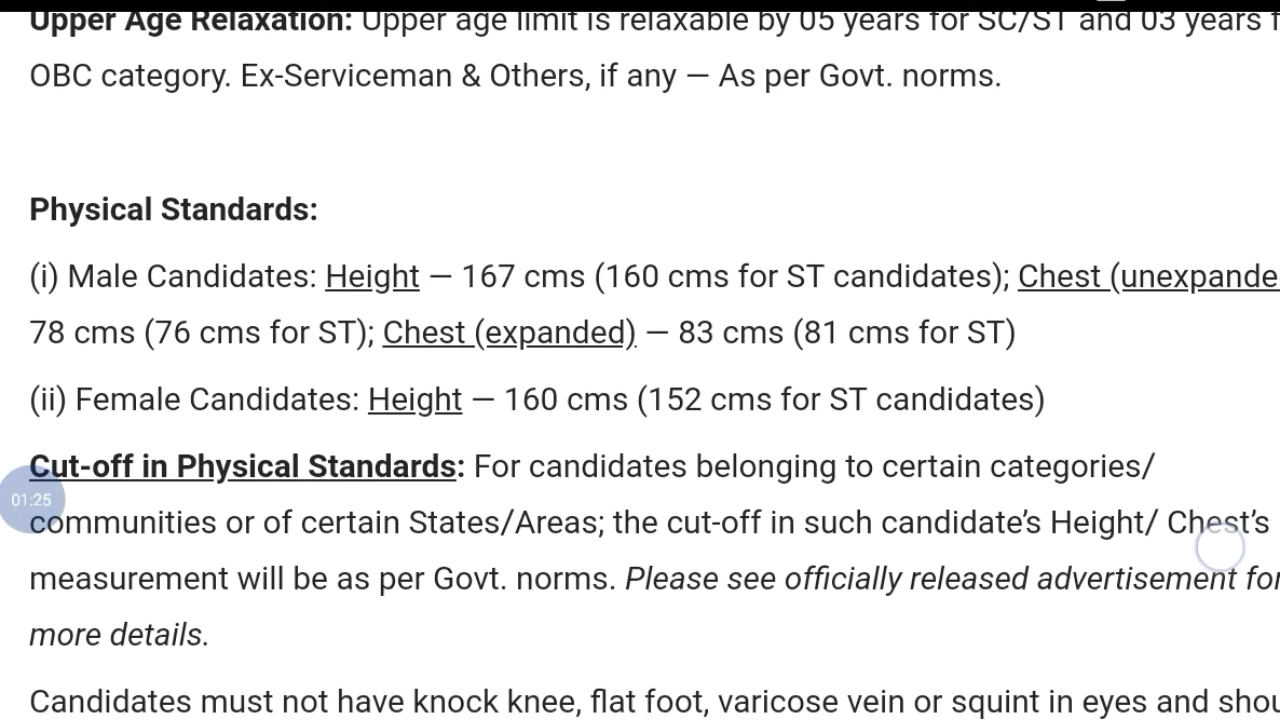 Upper Age Relaxation: Upper age limit is relaxable by 05 years for SC/ST and 03 years f
OBC category. Ex-Serviceman & Others, if any — As per Govt. norms.
Physical Standards:
(i) Male Candidates: Height — 167 cms (160 cms for ST candidates); Chest (unexpande
78 cms (76 cms for ST); Chest (expanded) — 83 cms (81 cms for ST)
(ii) Female Candidates: Height — 160 cms (152 cms for ST candidates)
Cut-off in Physical Standards: For candidates belonging to certain categories/
01:25
communities or of certain States/Areas; the cut-off in such candidate’s Height/ Chest’s
measurement will be as per Govt. norms. Please see officially released advertisement for
more details.
Candidates must not have knock knee, flat foot, varicose vein or squint in eyes and shou